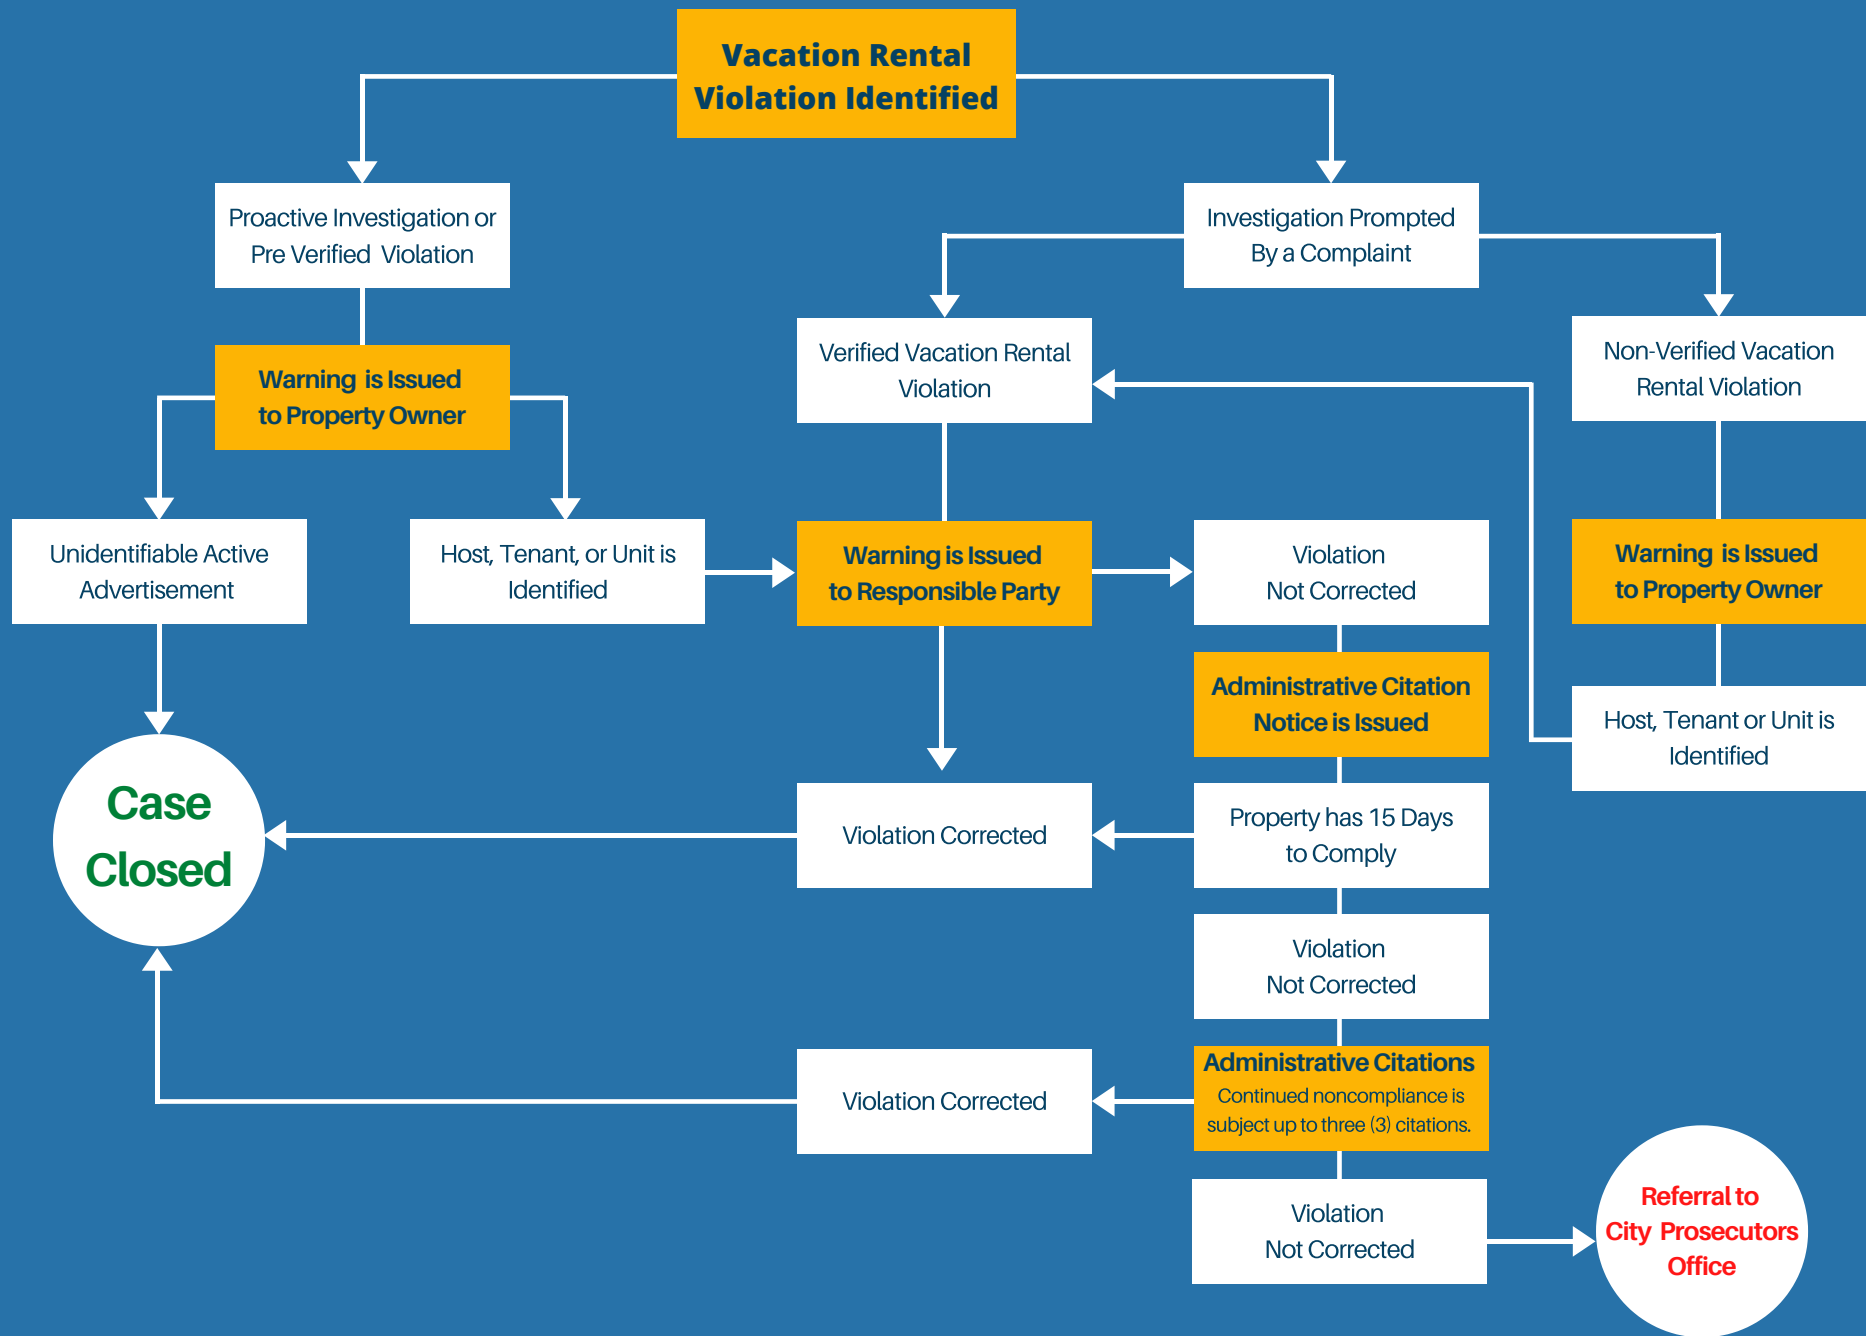 Vacation Rental
Violation Identified
Proactive Investigation or
Pre Verified Violation
Investigation Prompted
By a Complaint
Warning is Issued
to Property Owner
Verified Vacation Rental
Violation
Non-Verified Vacation
Rental Violation
Unidentifiable Active
Advertisement
Host, Tenant, or Unit is
Identified
Warning is Issued
to Responsible Party
Violation
Not Corrected
Warning is Issued
to Property Owner
Administrative Citation
Notice is Issued
Host, Tenant or Unit is
Identified
Case
Closed
Violation Corrected
Property has 15 Days
to Comply
Violation
Not Corrected
Violation Corrected
Administrative Citations
Continued noncompliance is
subject up to three (3) citations.
Violation
Not Corrected
Referral to
City Prosecutors
Office